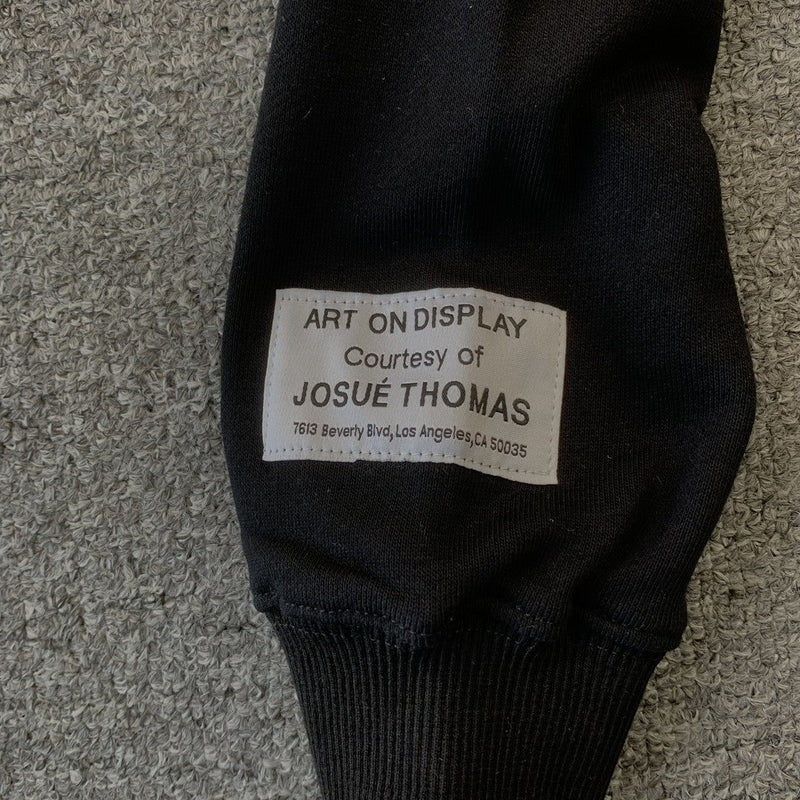 ART ON DISPLAY
Courtesy of
JOSUÉ THOMAS
7613 Beverly Blvd, Los Angeles, CA 50035